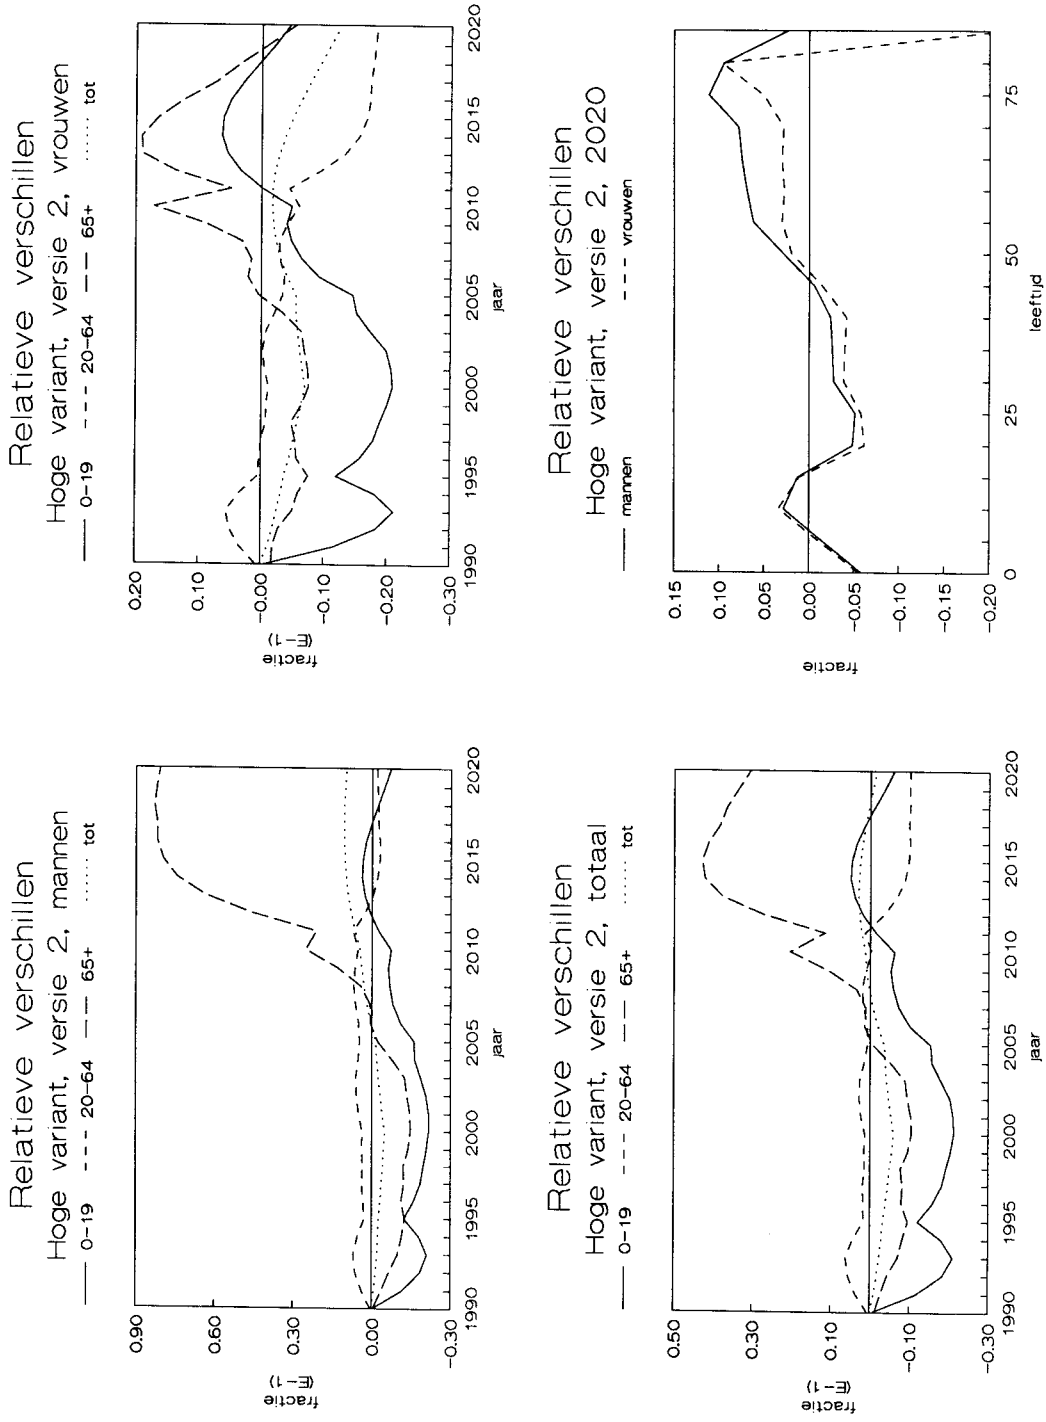 Relatieve verschillen
Hoge variant, versie 2, mannen
0-19 20-64 65+ tot
0.90
0.60
0.30
0.00
-0.30
fractie
(E-1)
1990 1995 2000 2005 2010 2015 2020
jaar
Relatieve verschillen
Hoge variant, versie 2, vrouwen
0-19 20-64 65+ tot
0.20
0.10
-0.00
-0.10
-0.20
-0.30
fractie
(E-1)
1990 1995 2000 2005 2010 2015 2020
jaar
Relatieve verschillen
Hoge variant, versie 2, totaal
0-19 20-64 65+ tot
0.50
0.30
0.10
-0.10
-0.30
fractie
(E-1)
1990 1995 2000 2005 2010 2015 2020
jaar
Relatieve verschillen
Hoge variant, versie 2, 2020
mannen vrouwen
0.15
0.10
0.05
0.00
-0.05
-0.10
-0.15
-0.20
fractie
0 25 50 75
leeftijd